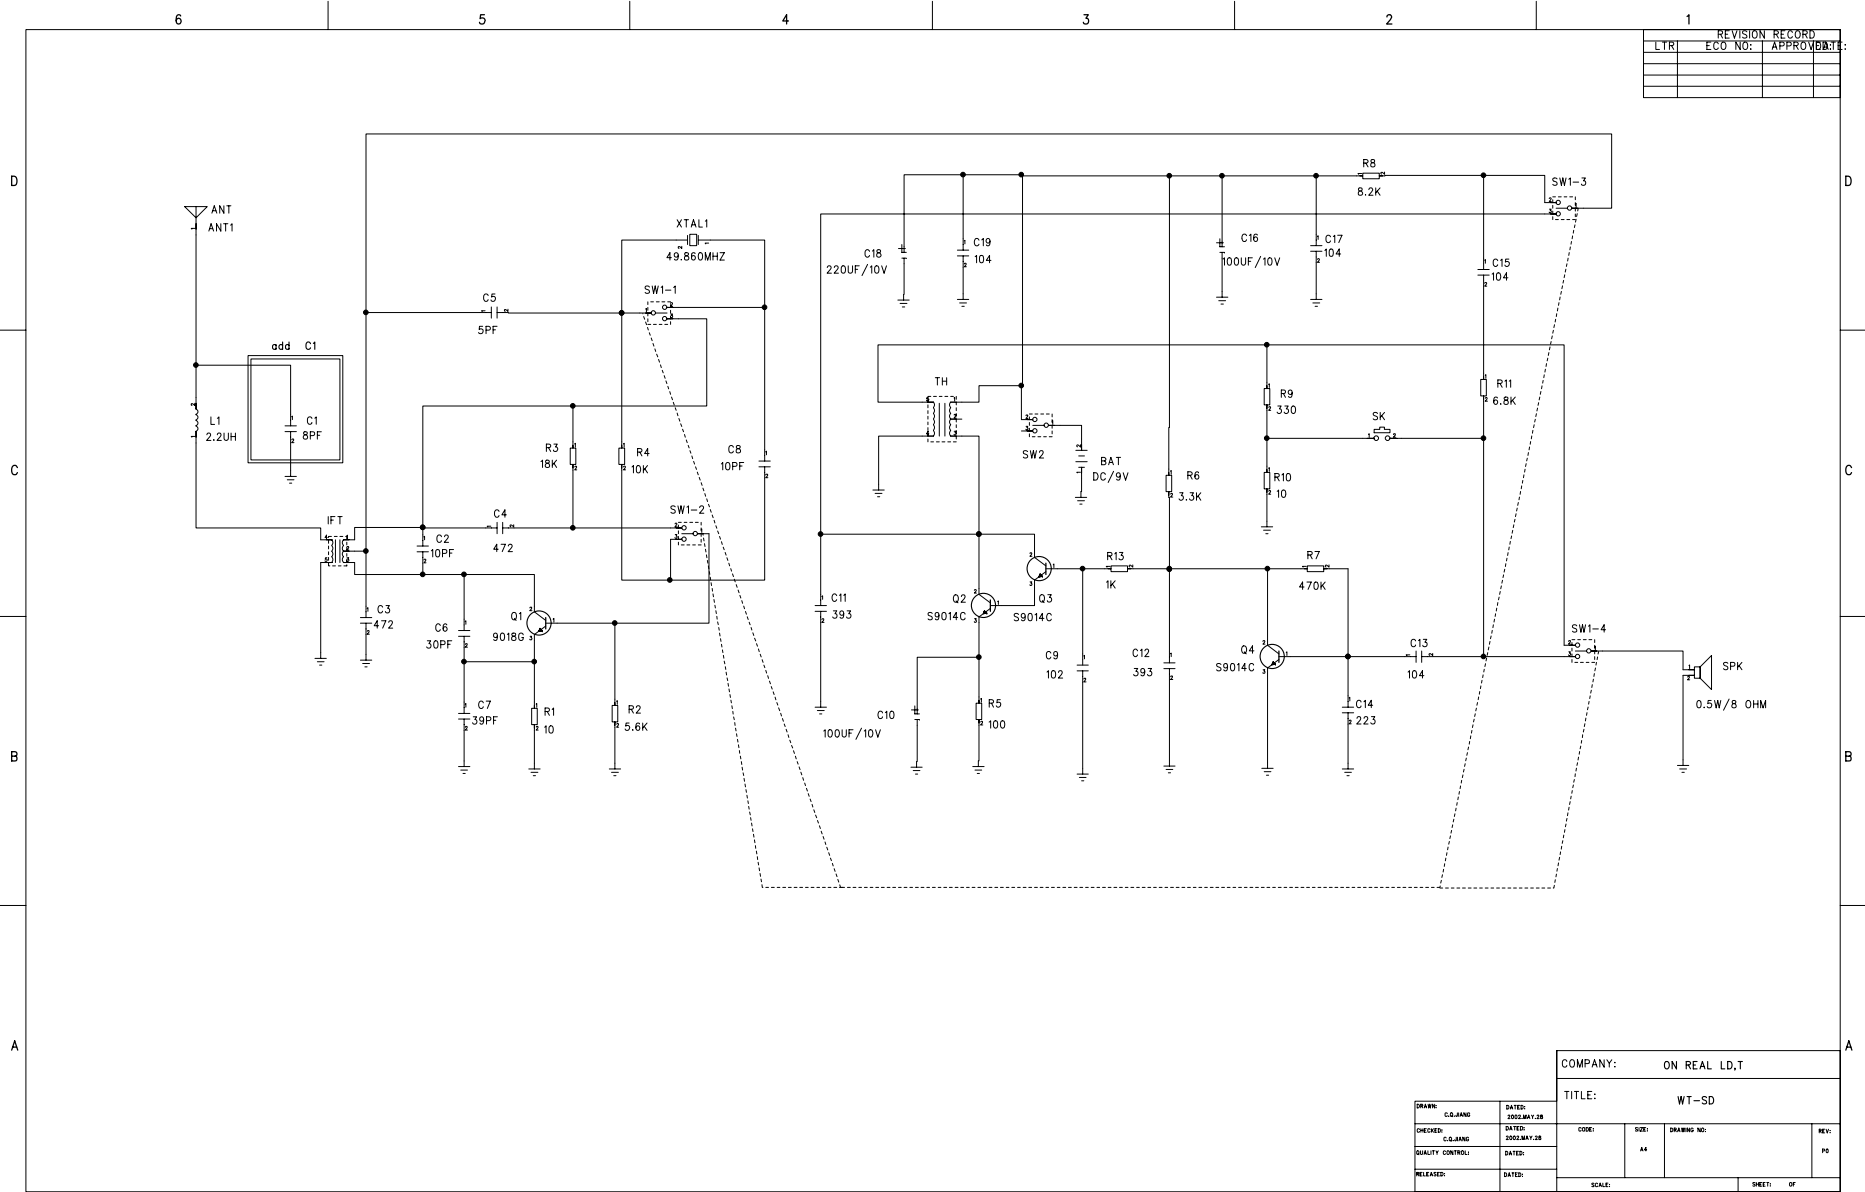 6 5 4 3 2 1
REVISION RECORD
LTR ECO NO: APPROVED: DATE:
D D
ANT
ANT1
XTAL1
49.860MHZ
SW1-1
C5
5PF
C18
220UF/10V
C19
104
C16
100UF/10V
C17
104
R8
8.2K
SW1-3
C15
104
add C1
C1
8PF
L1
2.2UH
C C
R3
18K
R4
10K
C8
10PF
TH
SW2
BAT
DC/9V
R6
3.3K
R9
330
R10
10
SK
R11
6.8K
IFT
C2
10PF
C4
472
SW1-2
C3
472
C6
30PF
Q1
9018G
C7
39PF
R1
10
R2
5.6K
C11
393
Q2
S9014C
Q3
S9014C
R13
1K
R7
470K
C9
102
C12
393
Q4
S9014C
C13
104
SW1-4
SPK
0.5W/8 OHM
C10
100UF/10V
R5
100
C14
223
B B
A A
COMPANY: ON REAL LD,T
TITLE: WT-SD
DRAWN: C.Q.JIANG DATED: 2002.MAY.28
CHECKED: C.Q.JIANG DATED: 2002.MAY.28
QUALITY CONTROL: DATED:
RELEASED: DATED:
CODE: SIZE: A4 DRAWING NO: REV: P0
SCALE: SHEET: OF